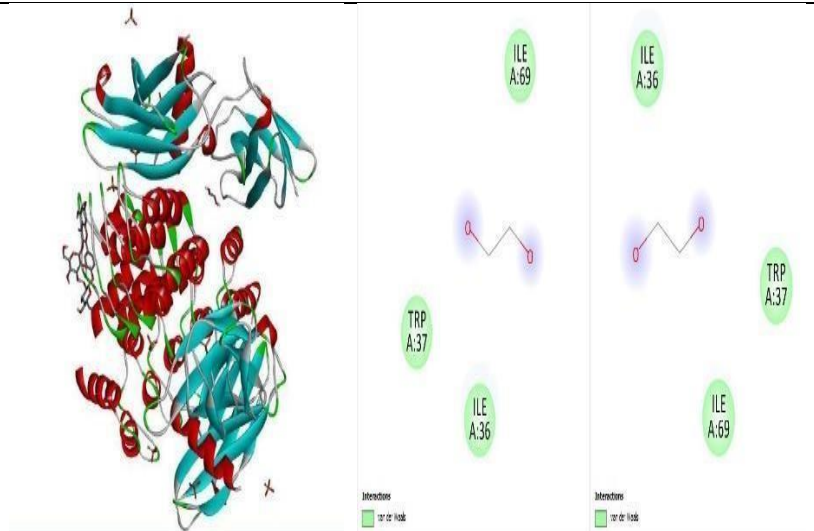 ILE
A:69
O
O
TRP
A:37
ILE
A:36
Interactions
van der Waals
ILE
A:36
O
O
TRP
A:37
ILE
A:69
Interactions
van der Waals